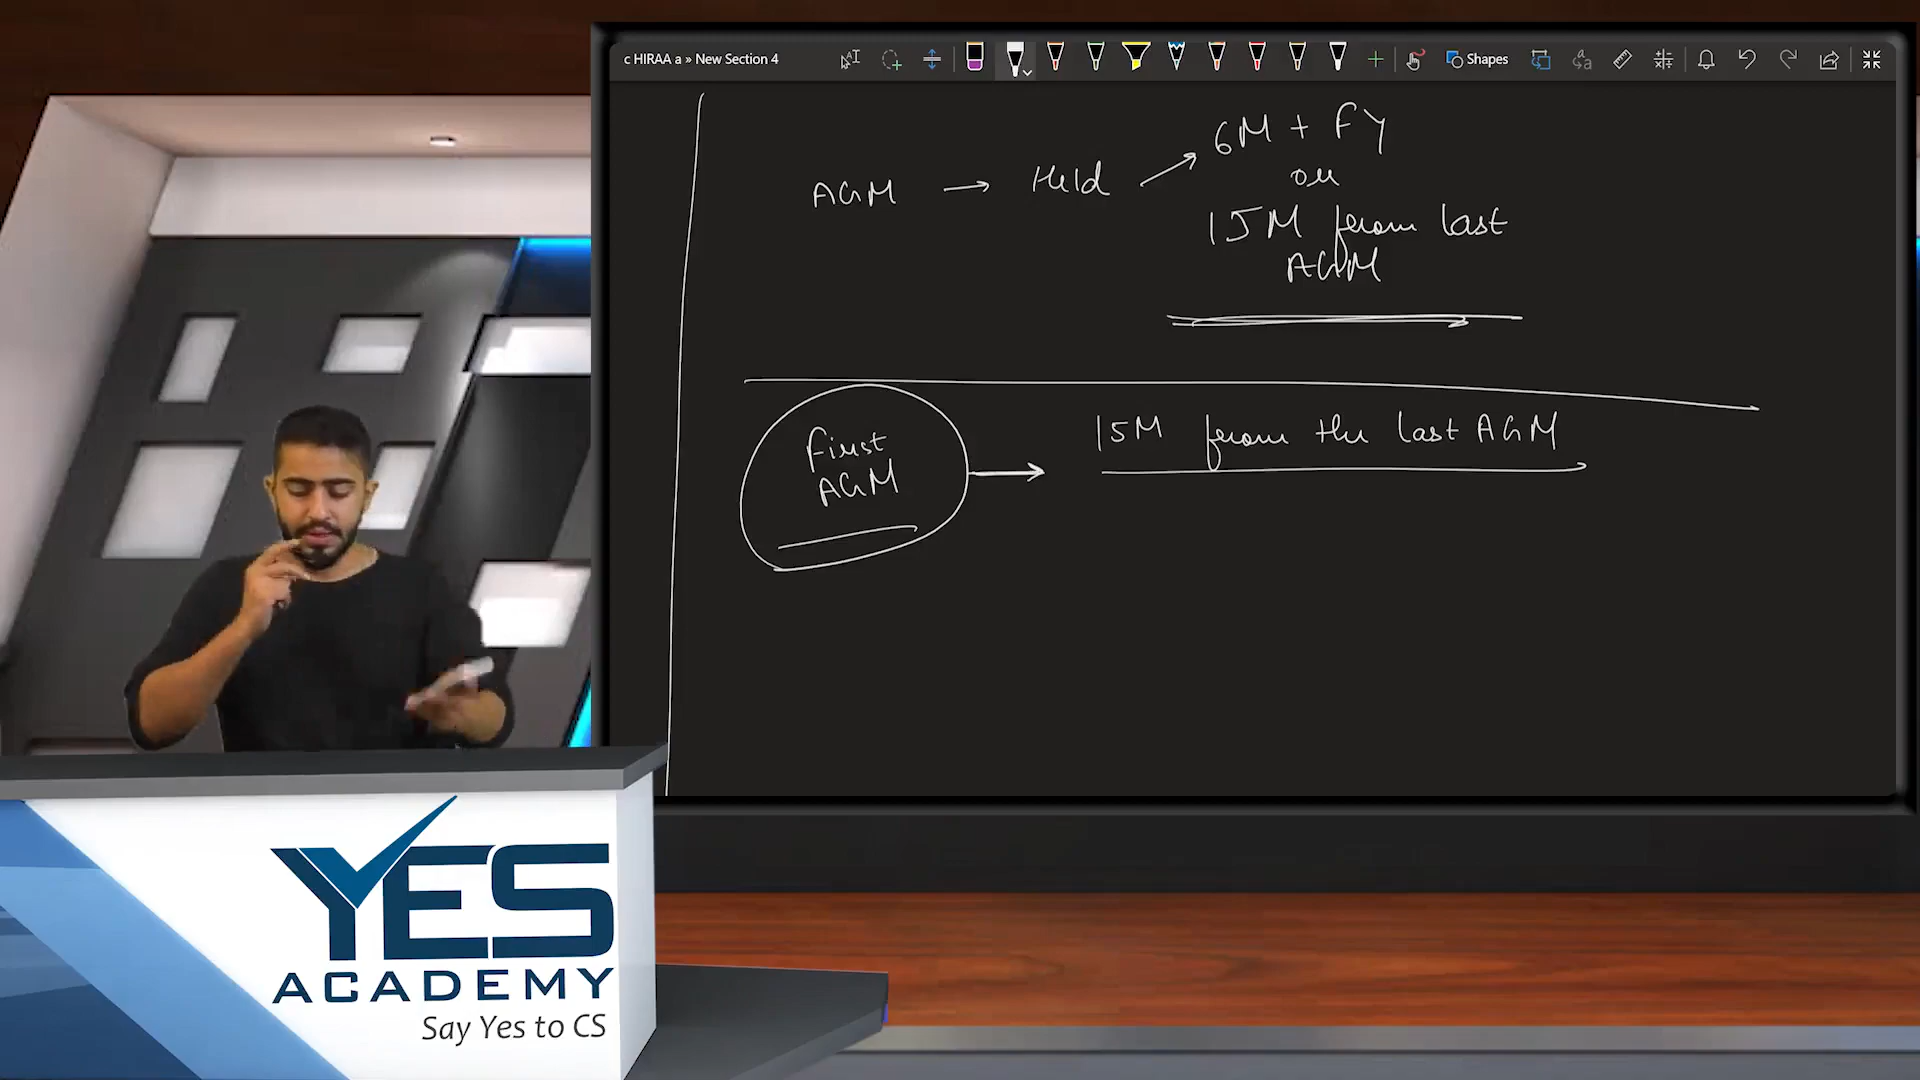 c HIRAA a » New Section 4
Shapes
AGM → Held → 6M + FY
or
15M from last
AGM
First
AGM
→ 15M from the last AGM
YES
ACADEMY
Say Yes to CS